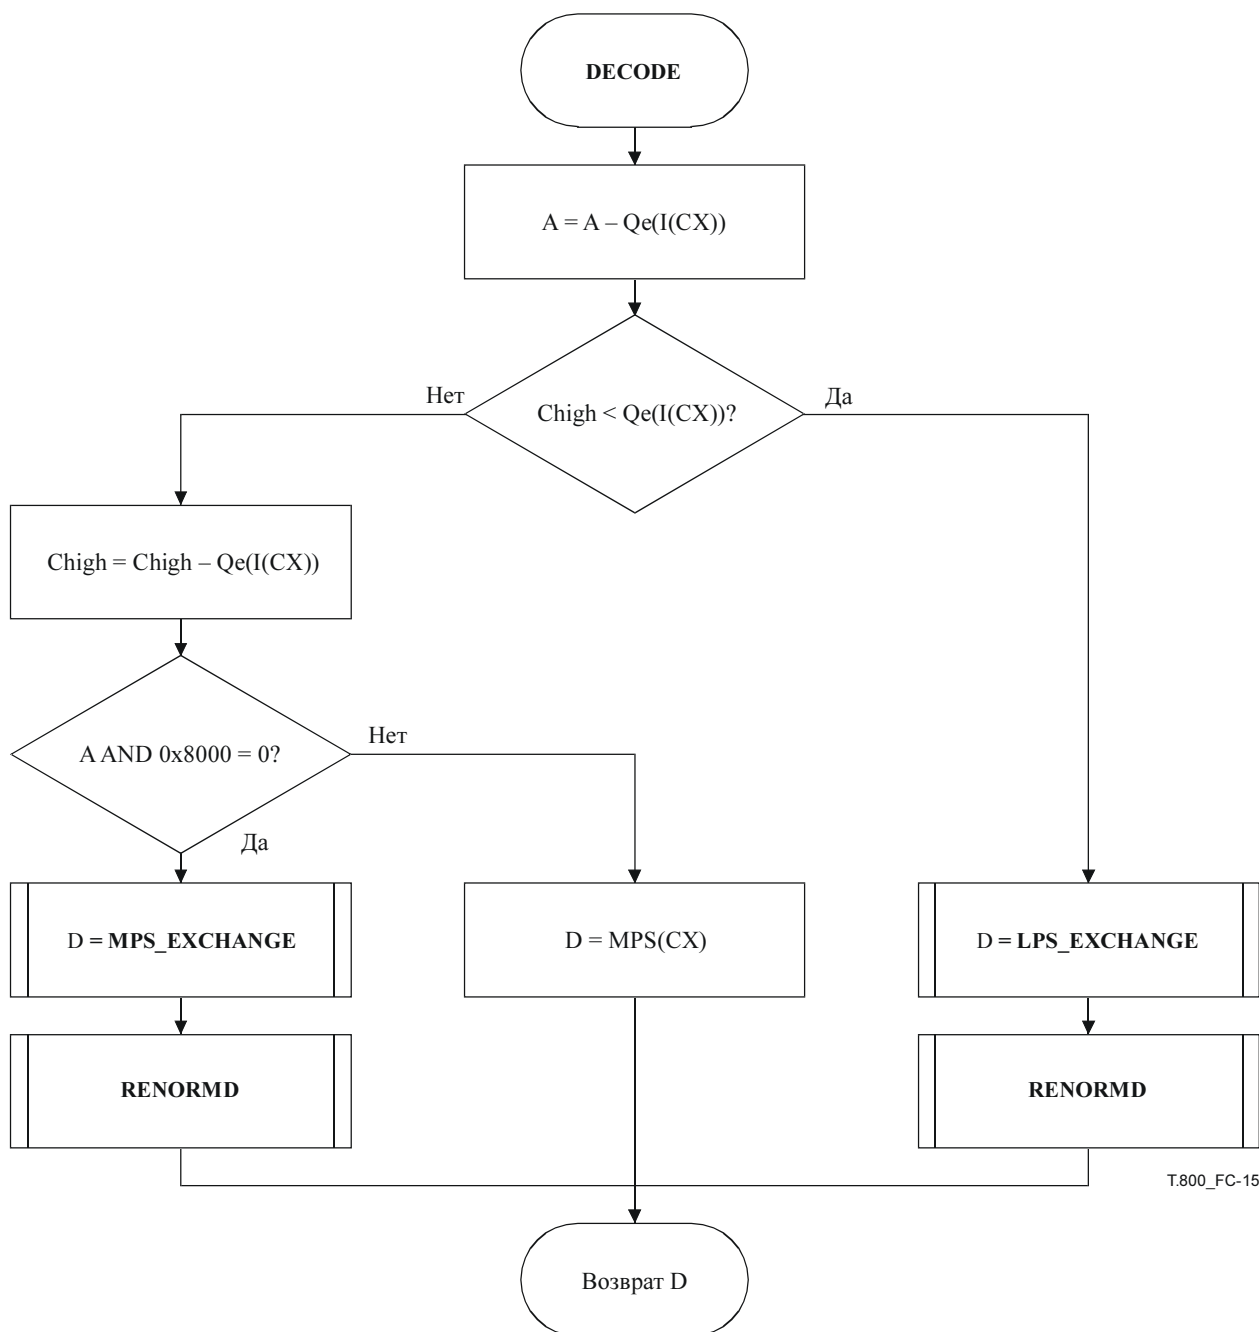 DECODE
A = A – Qe(I(CX))
Chigh < Qe(I(CX))?
Нет
Да
Chigh = Chigh – Qe(I(CX))
A AND 0x8000 = 0?
Нет
Да
D = MPS_EXCHANGE
D = MPS(CX)
D = LPS_EXCHANGE
RENORMD
RENORMD
T.800_FC-15
Возврат D